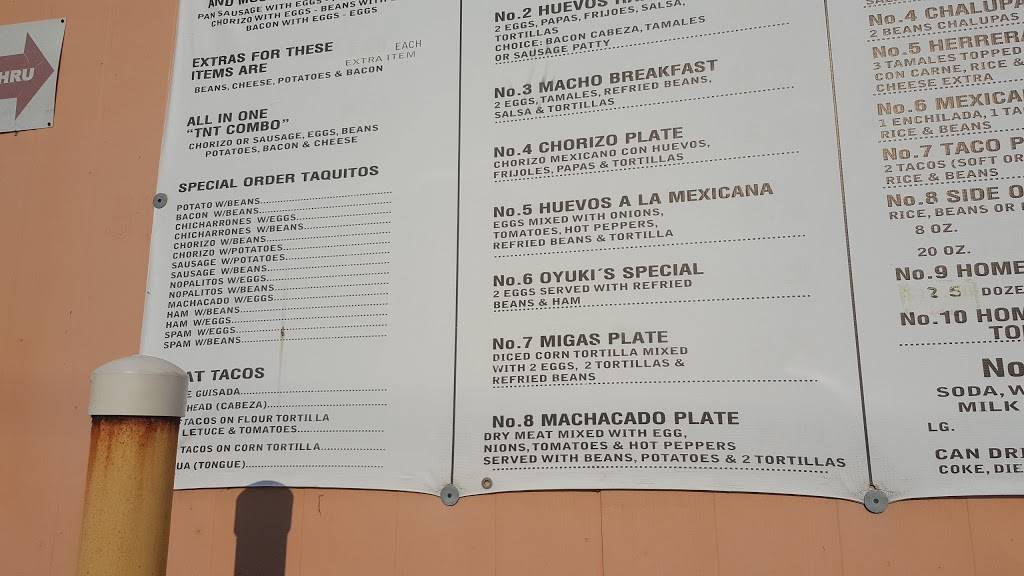 HRU
PAN SAUSAGE WITH EGGS
CHORIZO WITH EGGS - BEANS WITH
BACON WITH EGGS - EGGS
EXTRAS FOR THESE EACH
ITEMS ARE EXTRA ITEM
BEANS, CHEESE, POTATOES & BACON
ALL IN ONE
"TNT COMBO"
CHORIZO OR SAUSAGE, EGGS, BEANS
POTATOES, BACON & CHEESE
SPECIAL ORDER TAQUITOS
POTATO W/BEANS
BACON W/BEANS
CHICHARRONES W/EGGS
CHICHARRONES W/BEANS
CHORIZO W/BEANS
CHORIZO W/POTATOES
SAUSAGE W/POTATOES
SAUSAGE W/BEANS
NOPALITOS W/EGGS
NOPALITOS W/BEANS
MACHACADO W/EGGS
HAM W/BEANS
HAM W/EGGS
SPAM W/EGGS
SPAM W/BEANS
AT TACOS
E GUISADA
HEAD (CABEZA)
TACOS ON FLOUR TORTILLA
LETUCE & TOMATOES
TACOS ON CORN TORTILLA
UA (TONGUE)
No.2 HUEVOS
2 EGGS, PAPAS, FRIJOES, SALSA,
TORTILLAS
CHOICE: BACON CABEZA, TAMALES
OR SAUSAGE PATTY
No.3 MACHO BREAKFAST
2 EGGS, TAMALES, REFRIED BEANS,
SALSA & TORTILLAS
No.4 CHORIZO PLATE
CHORIZO MEXICANO CON HUEVOS,
FRIJOLES, PAPAS & TORTILLAS
No.5 HUEVOS A LA MEXICANA
EGGS MIXED WITH ONIONS,
TOMATOES, HOT PEPPERS,
REFRIED BEANS & TORTILLA
No.6 OYUKI´S SPECIAL
2 EGGS SERVED WITH REFRIED
BEANS & HAM
No.7 MIGAS PLATE
DICED CORN TORTILLA MIXED
WITH 2 EGGS, 2 TORTILLAS &
REFRIED BEANS
No.8 MACHACADO PLATE
DRY MEAT MIXED WITH EGG,
NIONS, TOMATOES & HOT PEPPERS
SERVED WITH BEANS, POTATOES & 2 TORTILLAS
No.4 CHALUPA
2 BEANS CHALUPAS
No.5 HERRERA
3 TAMALES TOPPED
CON CARNE, RICE &
CHEESE EXTRA
No.6 MEXICA
1 ENCHILADA, 1 TA
RICE & BEANS
No.7 TACO P
2 TACOS (SOFT OR
RICE & BEANS
No.8 SIDE O
RICE, BEANS OR
8 OZ.
20 OZ.
No.9 HOME
2 5 DOZE
No.10 HOM
TO
No
SODA, W
MILK
LG.
CAN DRI
COKE, DIE